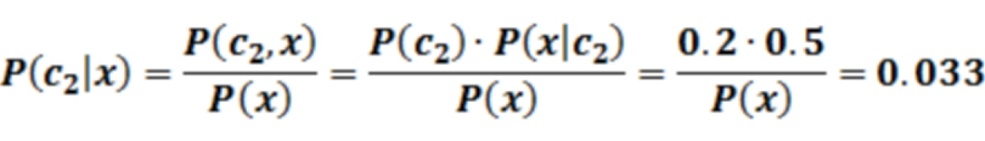 P(c₂|x) = P(c₂,x) / P(x) = P(c₂) · P(x|c₂) / P(x) = 0.2 · 0.5 / P(x) = 0.033